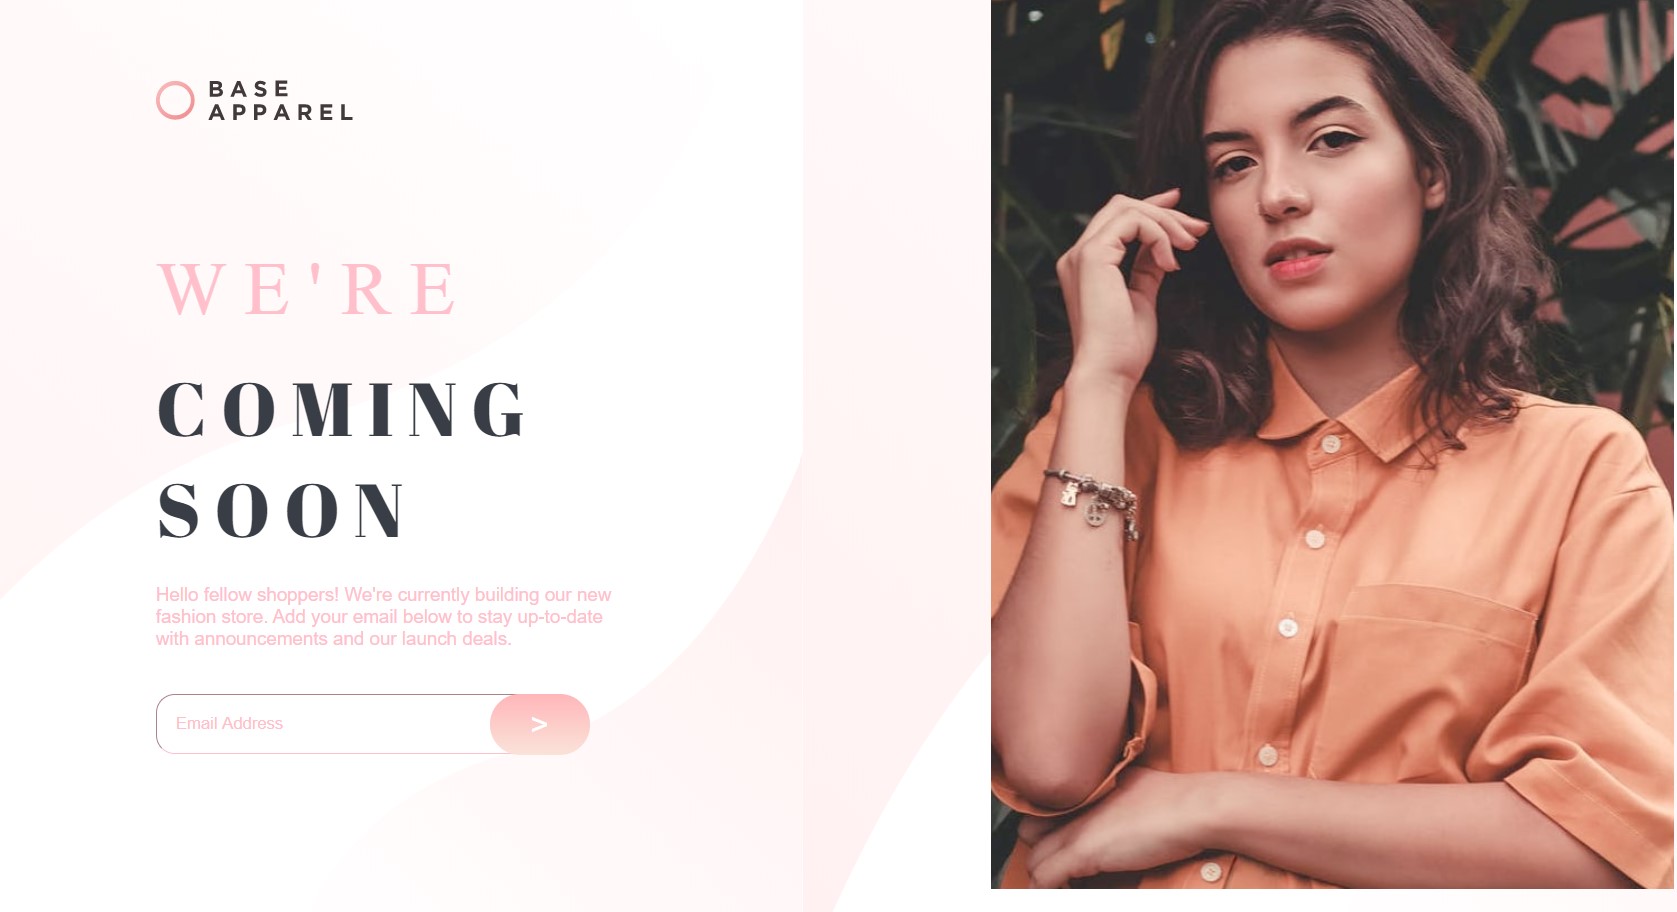 BASE
APPAREL
WE'RE
COMING
SOON
Hello fellow shoppers! We're currently building our new
fashion store. Add your email below to stay up-to-date
with announcements and our launch deals.
Email Address >